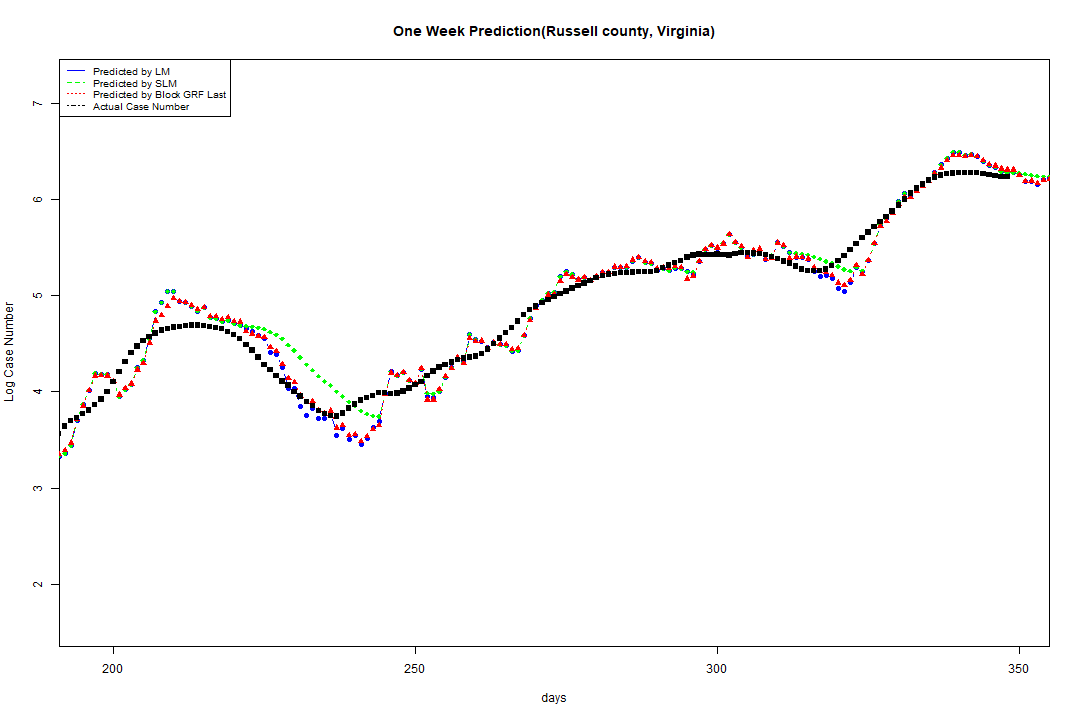 One Week Prediction(Russell county, Virginia)
Predicted by LM
Predicted by SLM
Predicted by Block GRF Last
Actual Case Number
7
6
5
4
3
2
Log Case Number
200 250 300 350
days